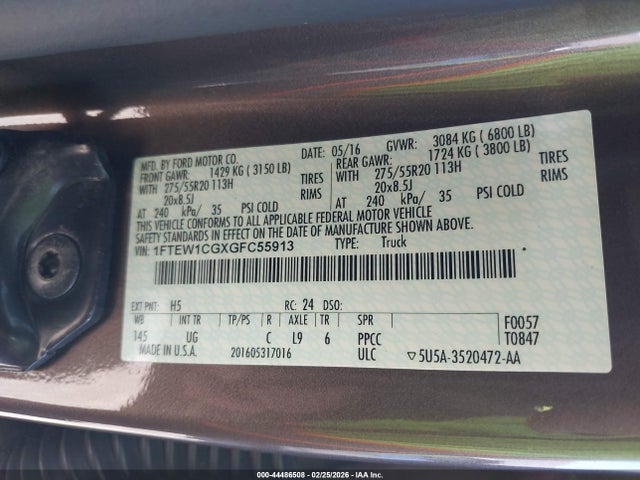 MFD. BY FORD MOTOR CO. DATE: 05/16 GVWR: 3084 KG ( 6800 LB)
FRONT GAWR: 1429 KG ( 3150 LB) REAR GAWR: 1724 KG ( 3800 LB)
WITH 275/55R20 113H TIRES WITH 275/55R20 113H TIRES
20x8.5J RIMS 20x8.5J RIMS
AT 240 kPa/ 35 PSI COLD AT 240 kPa/ 35 PSI COLD
THIS VEHICLE CONFORMS TO ALL APPLICABLE FEDERAL MOTOR VEHICLE
SAFETY STANDARDS IN EFFECT ON THE DATE OF MANUFACTURE SHOWN ABOVE.
VIN: 1FTEW1CGXGFC55913 TYPE: Truck
EXT PNT: H5 RC: 24 DSO:
WB INT TR TP/PS R AXLE TR SPR F0057
145 UG C L9 6 PPCC T0847
MADE IN U.S.A. 201605317016 ULC ▽5U5A-3520472-AA
000-44486508 - 02/25/2026 - IAA Inc.